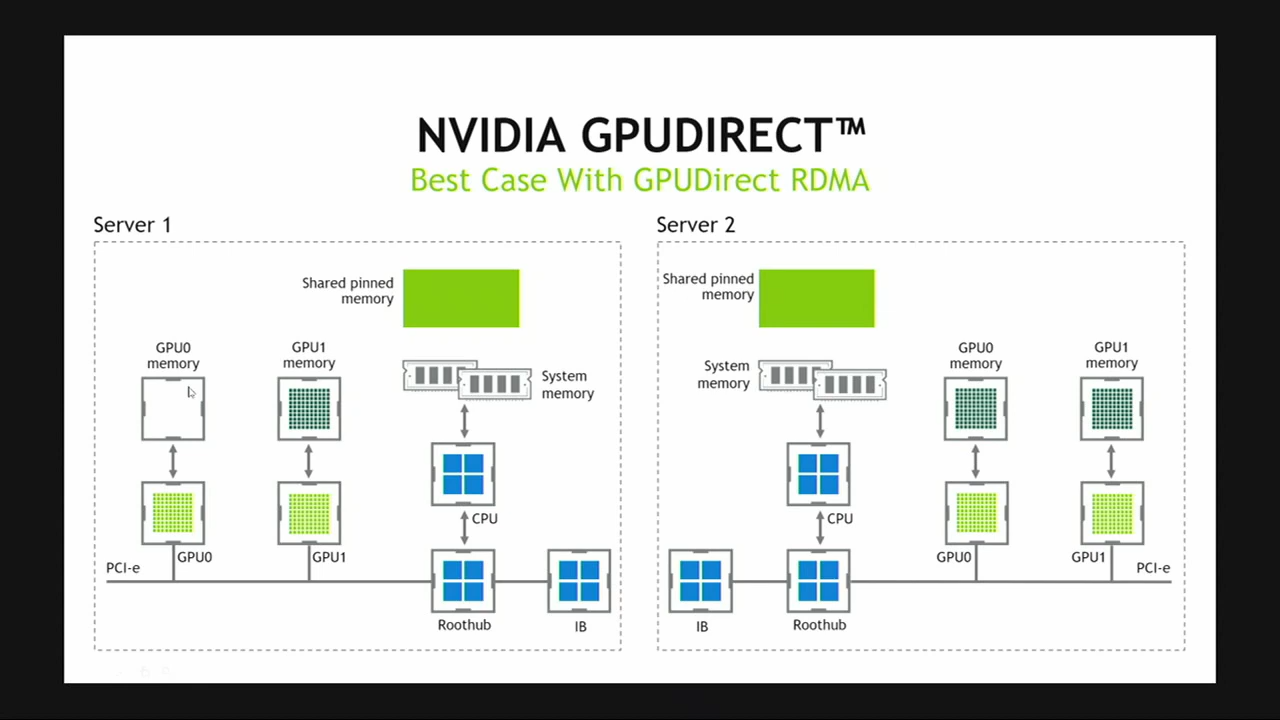 NVIDIA GPUDIRECT™
Best Case With GPUDirect RDMA
Server 1
Shared pinned
memory
GPU0
memory
GPU1
memory
System
memory
CPU
GPU0
GPU1
PCI-e
Roothub
IB
Server 2
Shared pinned
memory
System
memory
GPU0
memory
GPU1
memory
CPU
GPU0
GPU1
PCI-e
IB
Roothub